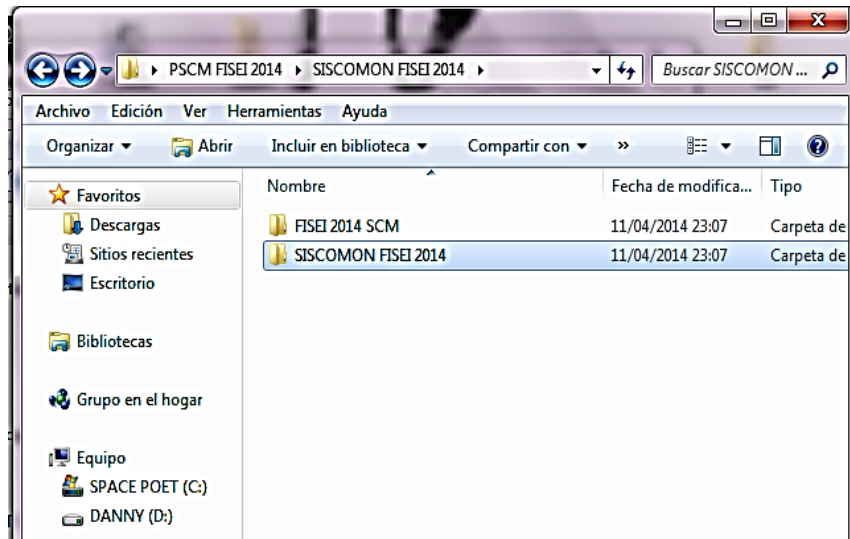 PSCM FISEI 2014 ▸ SISCOMON FISEI 2014 ▸ Buscar SISCOMON ...
Archivo Edición Ver Herramientas Ayuda
Organizar Abrir Incluir en biblioteca Compartir con »
Favoritos
Descargas
Sitios recientes
Escritorio
Bibliotecas
Grupo en el hogar
Equipo
SPACE POET (C:)
DANNY (D:)
Nombre Fecha de modifica... Tipo
FISEI 2014 SCM 11/04/2014 23:07 Carpeta de
SISCOMON FISEI 2014 11/04/2014 23:07 Carpeta de